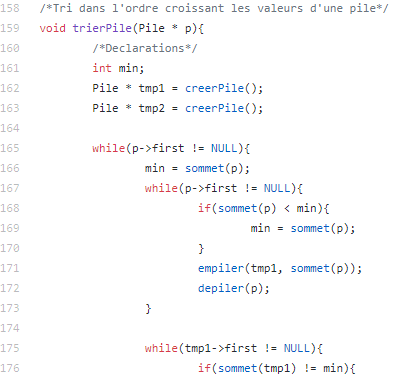 158 /*Tri dans l'ordre croissant les valeurs d'une pile*/
159 void trierPile(Pile * p){
160 /*Declarations*/
161 int min;
162 Pile * tmp1 = creerPile();
163 Pile * tmp2 = creerPile();
164
165 while(p->first != NULL){
166 min = sommet(p);
167 while(p->first != NULL){
168 if(sommet(p) < min){
169 min = sommet(p);
170 }
171 empiler(tmp1, sommet(p));
172 depiler(p);
173 }
174
175 while(tmp1->first != NULL){
176 if(sommet(tmp1) != min){